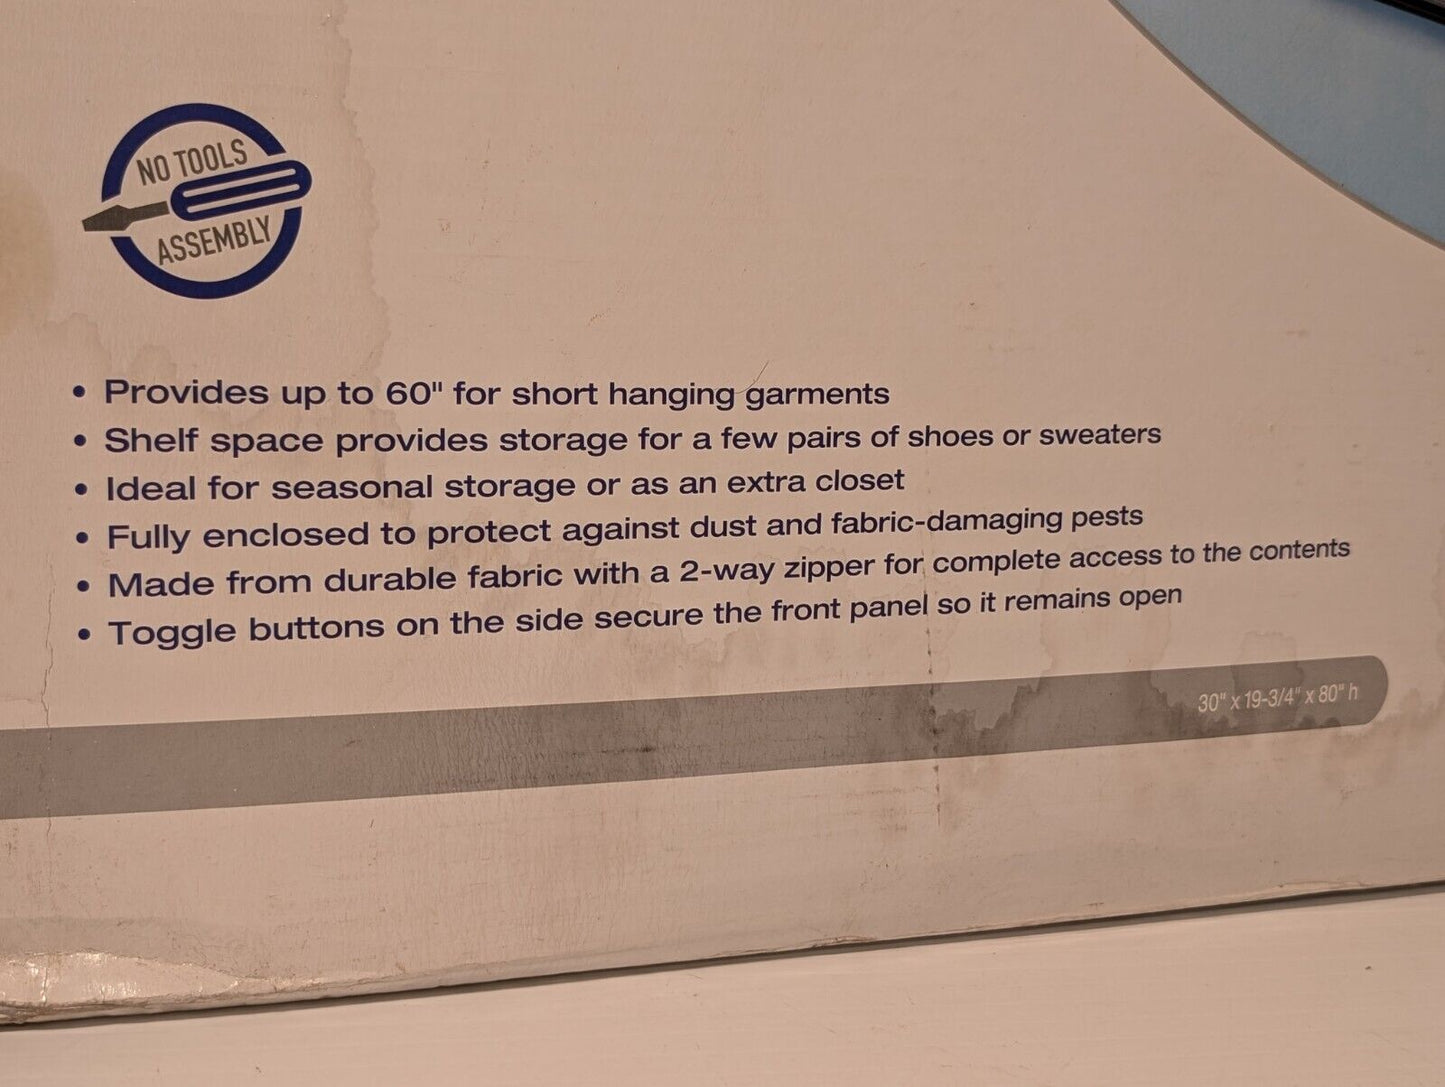 NO TOOLS
ASSEMBLY
• Provides up to 60" for short hanging garments
• Shelf space provides storage for a few pairs of shoes or sweaters
• Ideal for seasonal storage or as an extra closet
• Fully enclosed to protect against dust and fabric-damaging pests
• Made from durable fabric with a 2-way zipper for complete access to the contents
• Toggle buttons on the side secure the front panel so it remains open
30" x 19-3/4" x 80" h